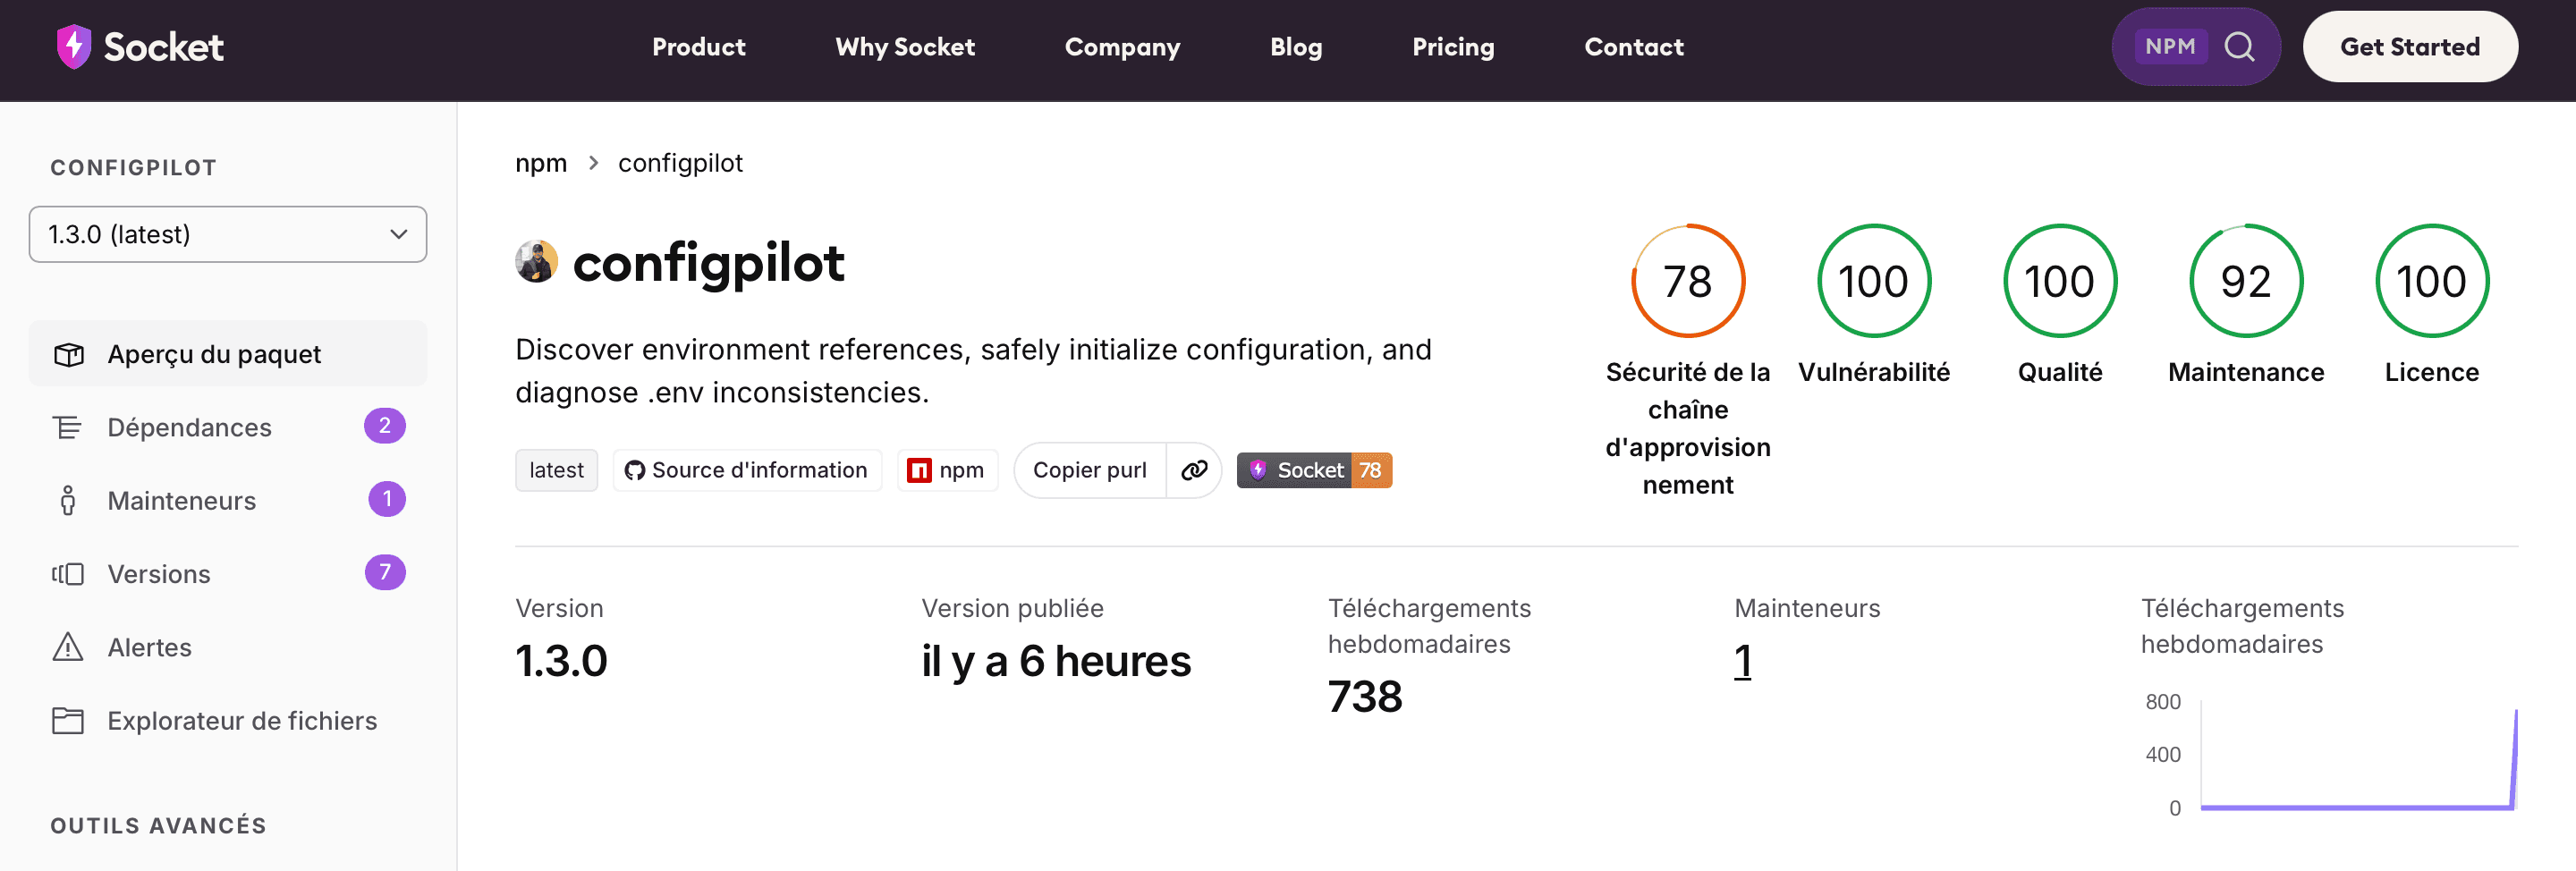 Socket
Product
Why Socket
Company
Blog
Pricing
Contact
NPM
Get Started
CONFIGPILOT
1.3.0 (latest)
Aperçu du paquet
Dépendances 2
Mainteneurs 1
Versions 7
Alertes
Explorateur de fichiers
OUTILS AVANCÉS
npm > configpilot
configpilot
Discover environment references, safely initialize configuration, and
diagnose .env inconsistencies.
latest
Source d'information
npm
Copier purl
Socket 78
78
Sécurité de la
chaîne
d'approvision
nement
100
Vulnérabilité
100
Qualité
92
Maintenance
100
Licence
Version
1.3.0
Version publiée
il y a 6 heures
Téléchargements
hebdomadaires
738
Mainteneurs
1
Téléchargements
hebdomadaires
800
400
0